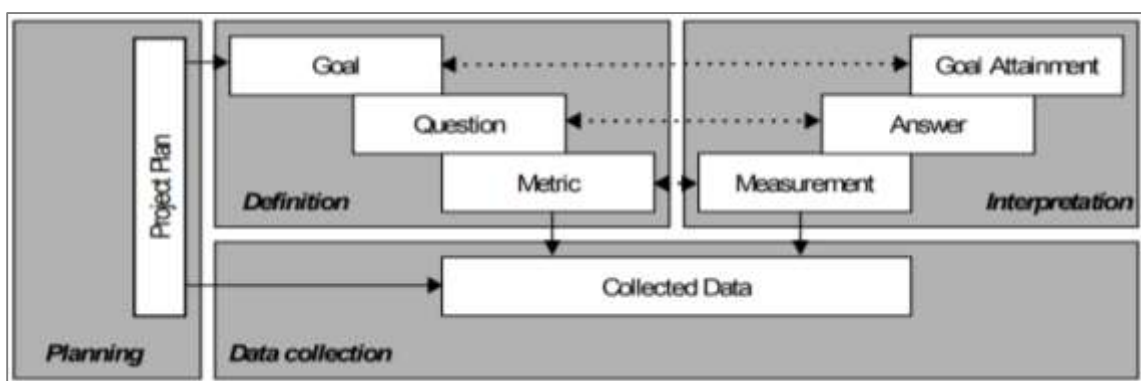 Project Plan
Planning
Goal
Question
Metric
Definition
Goal Attainment
Answer
Measurement
Interpretation
Collected Data
Data collection